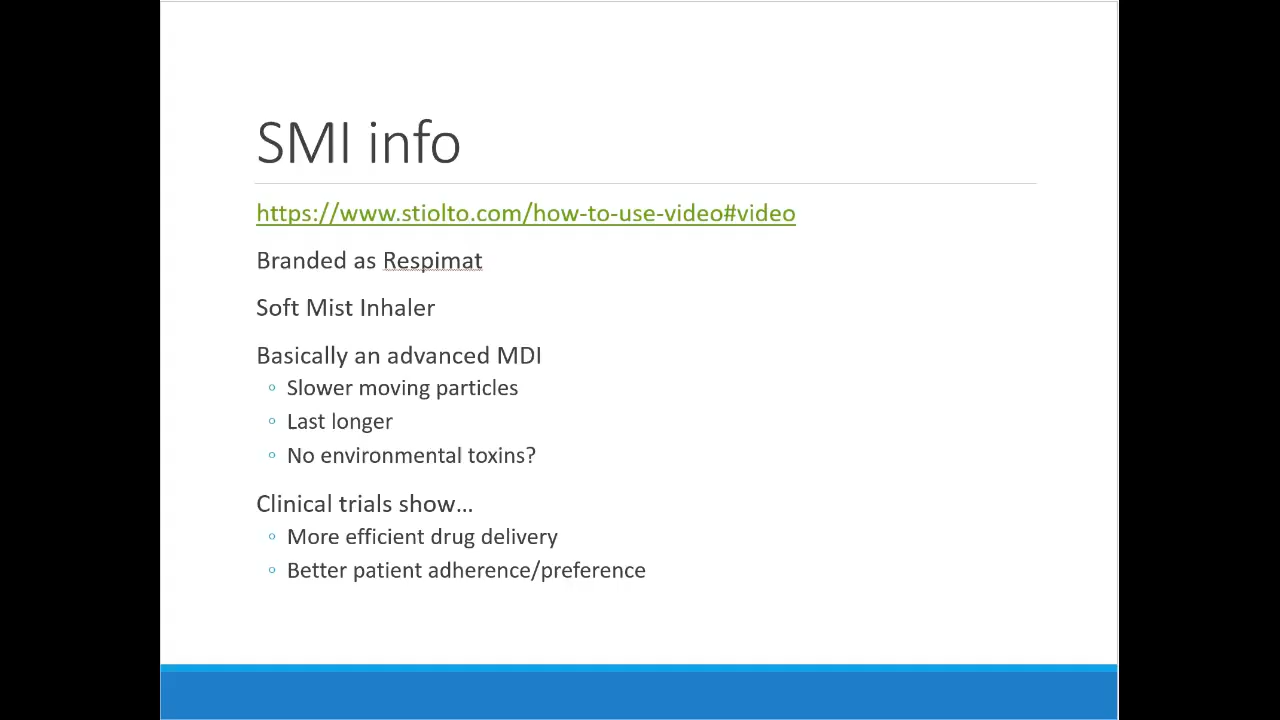 SMI info
https://www.stiolto.com/how-to-use-video#video
Branded as Respimat
Soft Mist Inhaler
Basically an advanced MDI
◦ Slower moving particles
◦ Last longer
◦ No environmental toxins?
Clinical trials show…
◦ More efficient drug delivery
◦ Better patient adherence/preference